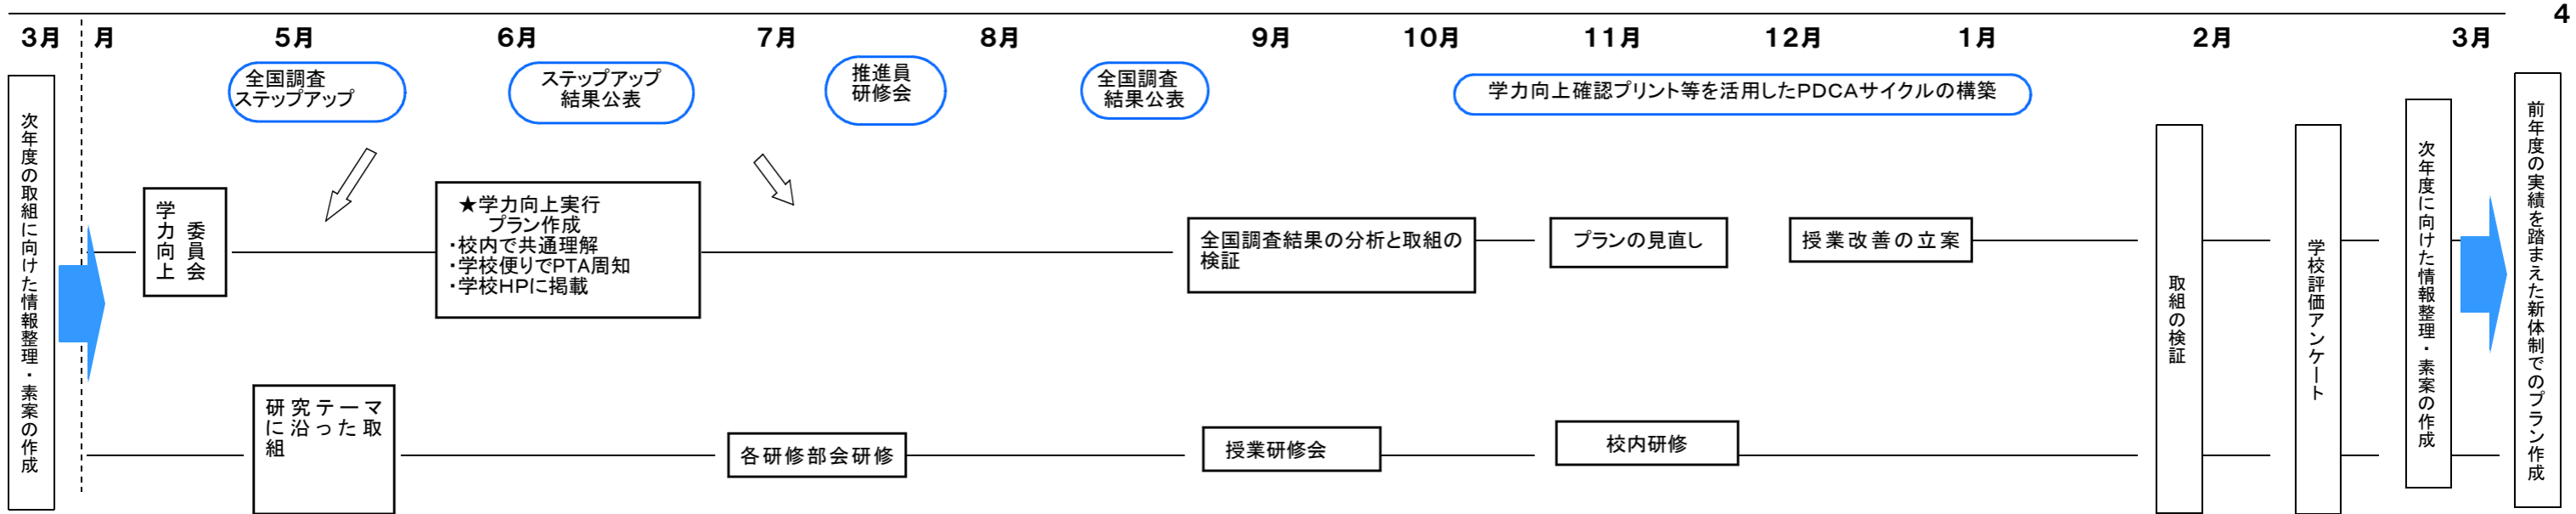 4
3月
月
5月
6月
7月
8月
9月
10月
11月
12月
1月
2月
3月
全国調査
ステップアップ
ステップアップ
結果公表
推進員
研修会
全国調査
結果公表
学力向上確認プリント等を活用したPDCAサイクルの構築
次年度の取組に向けた情報整理・素案の作成
学力向上
委員会
★学力向上実行
プラン作成
・校内で共通理解
・学校便りでPTA周知
・学校HPに掲載
全国調査結果の分析と取組の
検証
プランの見直し
授業改善の立案
研究テーマ
に沿った取
組
各研修部会研修
授業研修会
校内研修
取組の検証
学校評価アンケート
次年度に向けた情報整理・素案の作成
前年度の実績を踏まえた新体制でのプラン作成